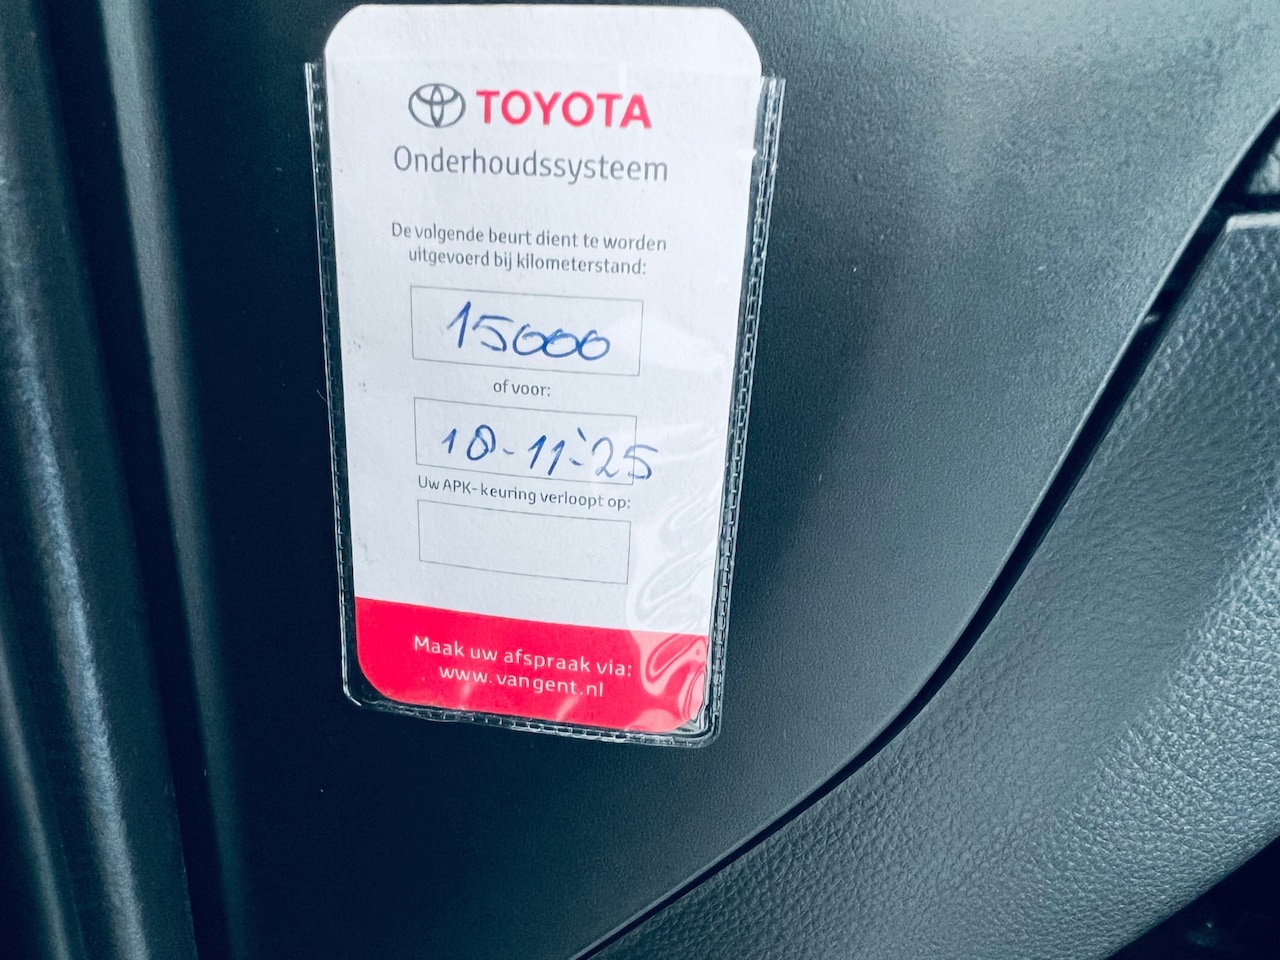 TOYOTA
Onderhoudssysteem
De volgende beurt dient te worden
uitgevoerd bij kilometerstand:
15000
of voor:
18-11-'25
Uw APK-keuring verloopt op:
Maak uw afspraak via:
www.vangent.nl